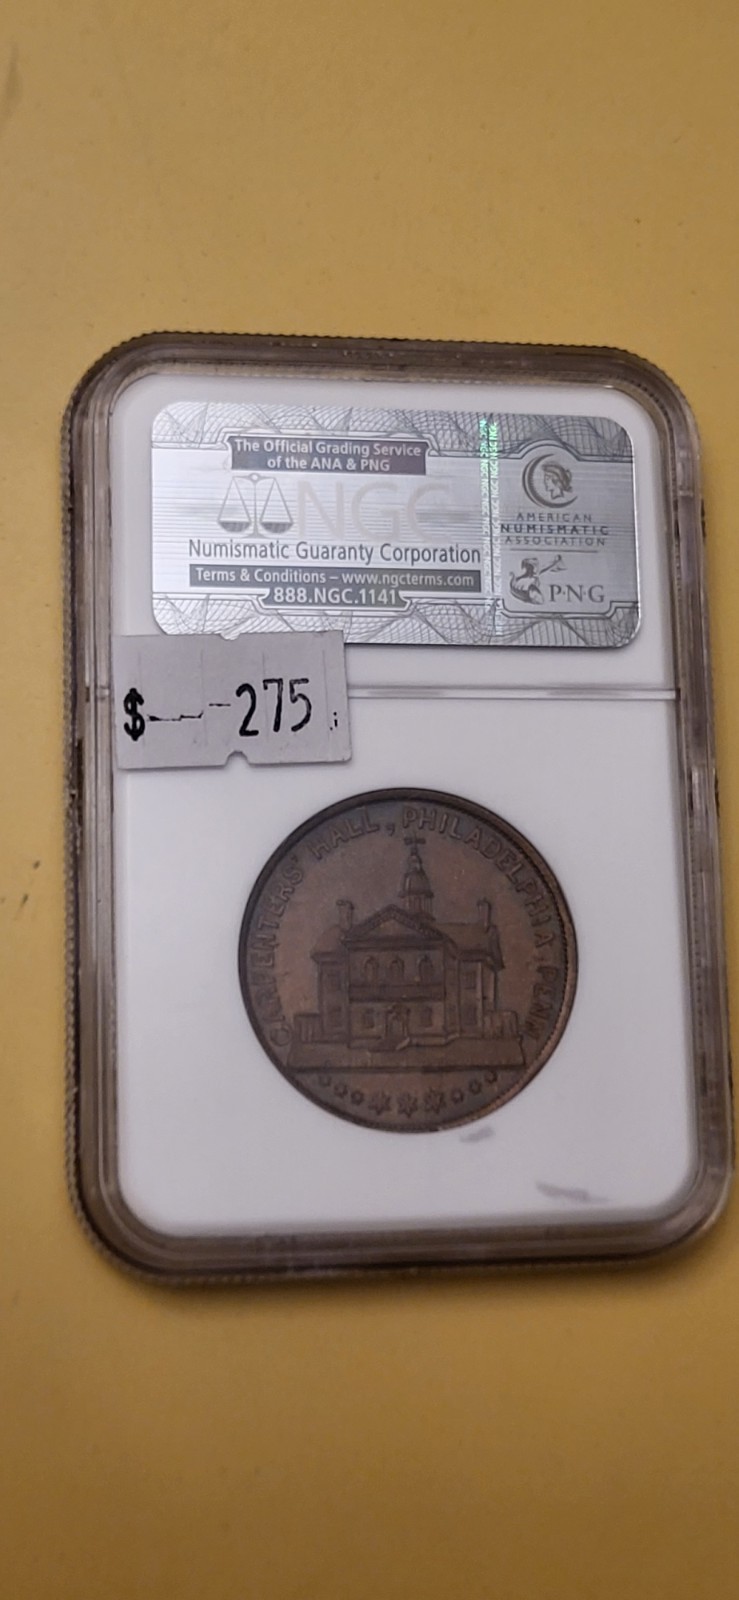 The Official Grading Service
of the ANA & PNG
NGC
Numismatic Guaranty Corporation
Terms & Conditions – www.ngcterms.com
888.NGC.1141
AMERICAN
NUMISMATIC
ASSOCIATION
P·N·G
$ 275
CARPENTERS' HALL, PHILADELPHIA PENN